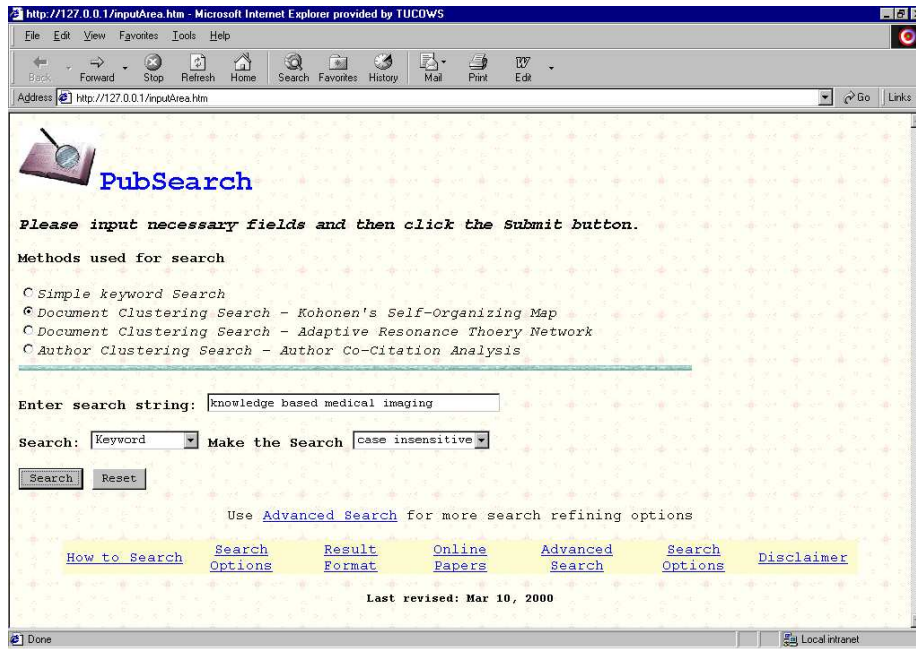 http://127.0.0.1/inputArea.htm - Microsoft Internet Explorer provided by TUCOWS
File Edit View Favorites Tools Help
Back Forward Stop Refresh Home Search Favorites History Mail Print Edit
Address http://127.0.0.1/inputArea.htm Go Links
PubSearch
Please input necessary fields and then click the Submit button.
Methods used for search
Simple keyword Search
Document Clustering Search - Kohonen's Self-Organizing Map
Document Clustering Search - Adaptive Resonance Thoery Network
Author Clustering Search - Author Co-Citation Analysis
Enter search string: knowledge based medical imaging
Search: Keyword Make the Search case insensitive
Search Reset
Use Advanced Search for more search refining options
How to Search Search Options Result Format Online Papers Advanced Search Search Options Disclaimer
Last revised: Mar 10, 2000
Done Local intranet